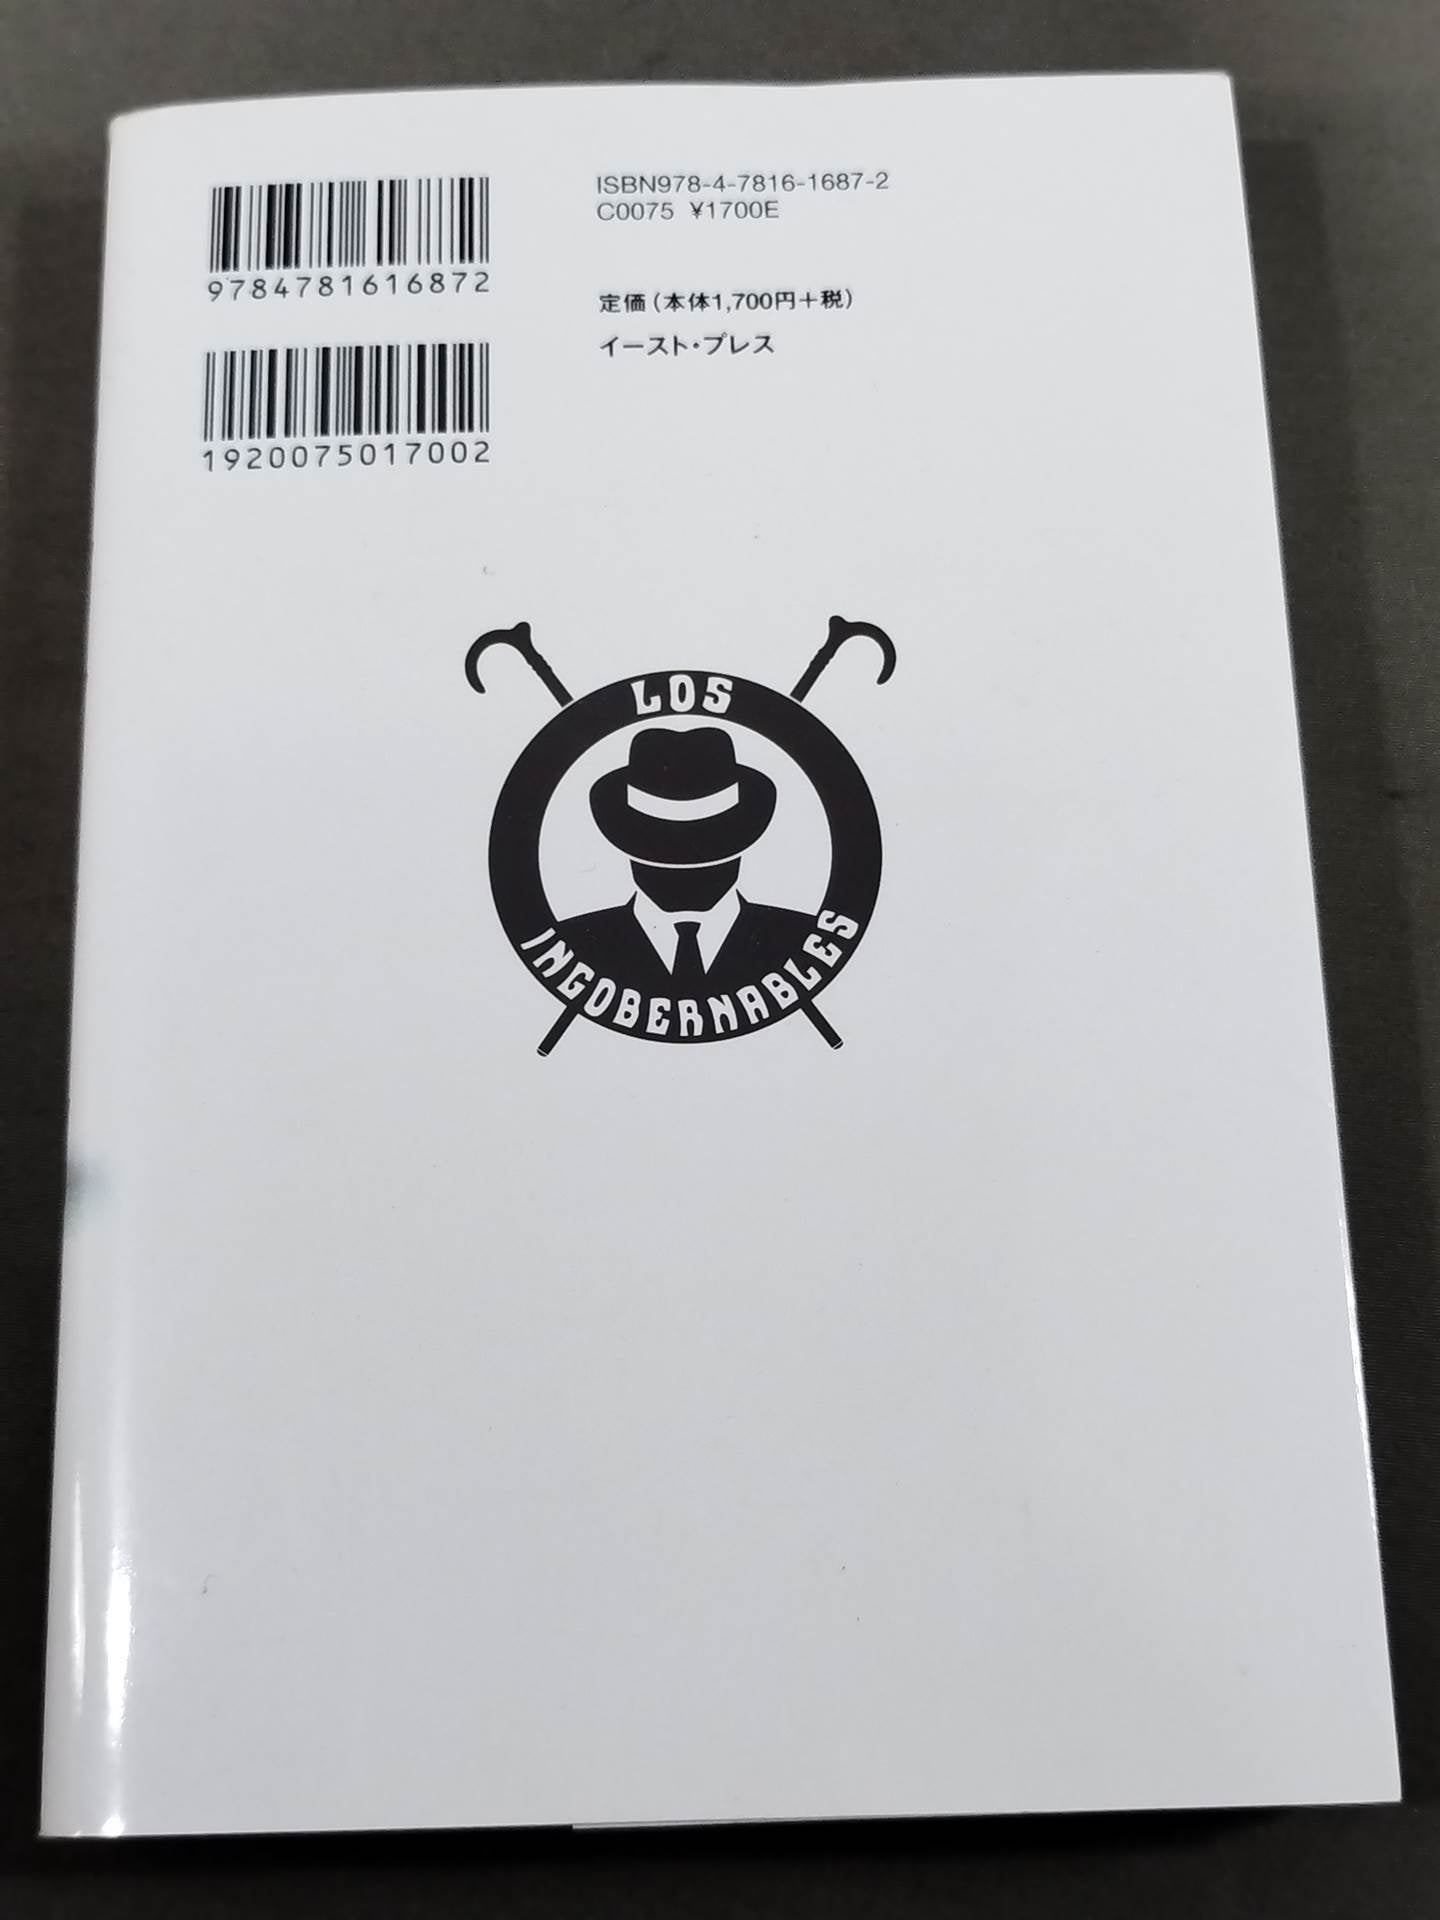 9784781616872
1920075017002
ISBN978-4-7816-1687-2
C0075 ¥1700E
定価(本体1,700円+税)
イースト・プレス
LOS
INGOBERNABLES